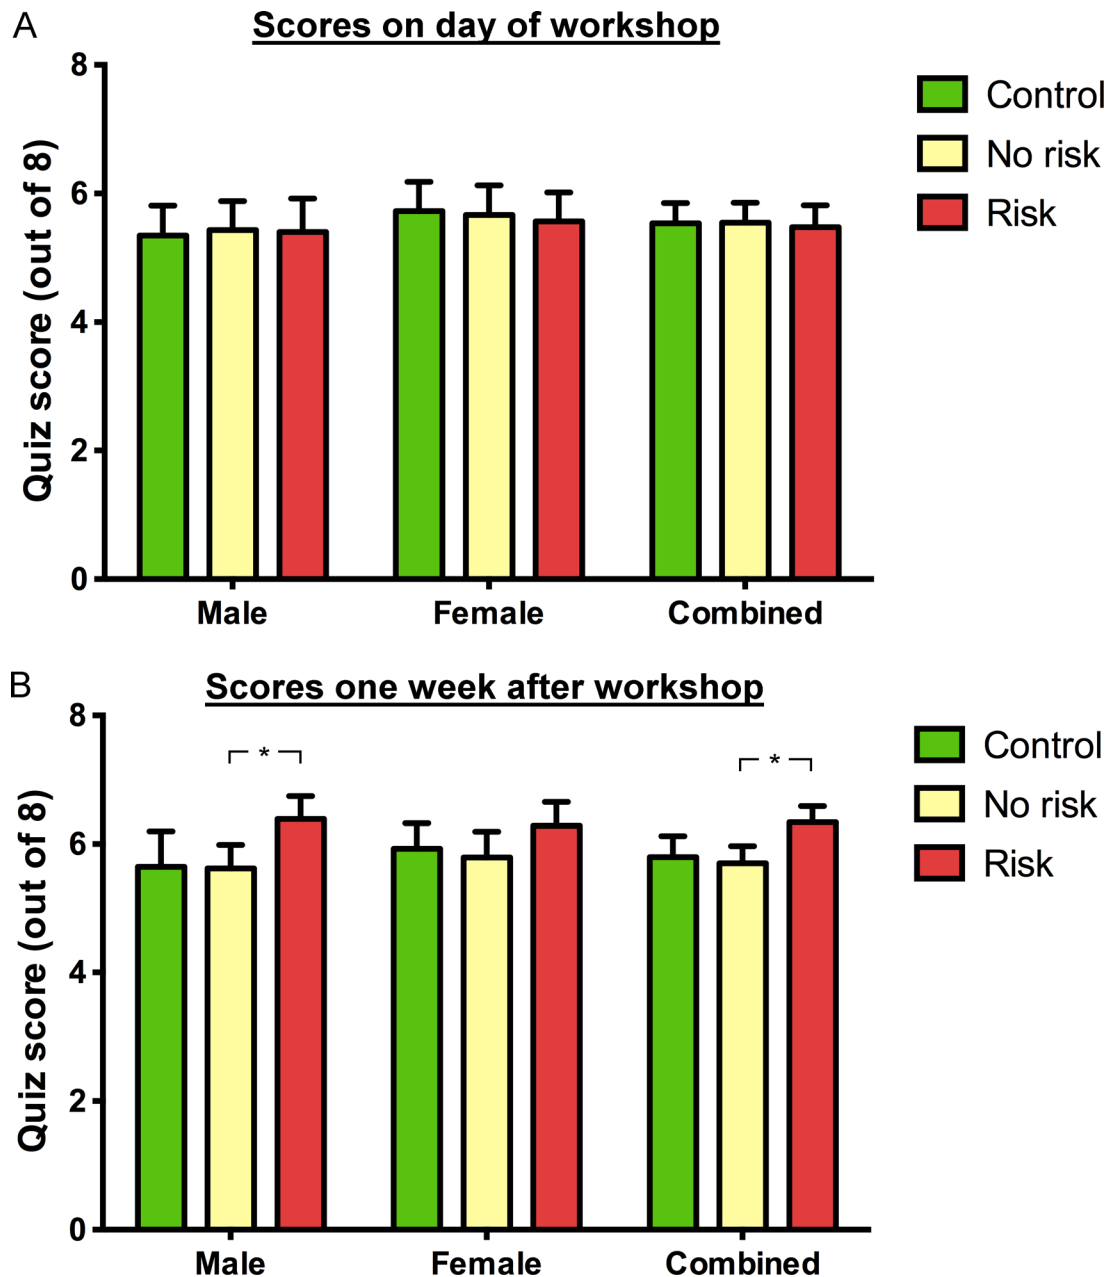 A
Scores on day of workshop
8
6
4
2
0
Quiz score (out of 8)
Male
Female
Combined
Control
No risk
Risk
B
Scores one week after workshop
8
6
4
2
0
Quiz score (out of 8)
*
*
Male
Female
Combined
Control
No risk
Risk